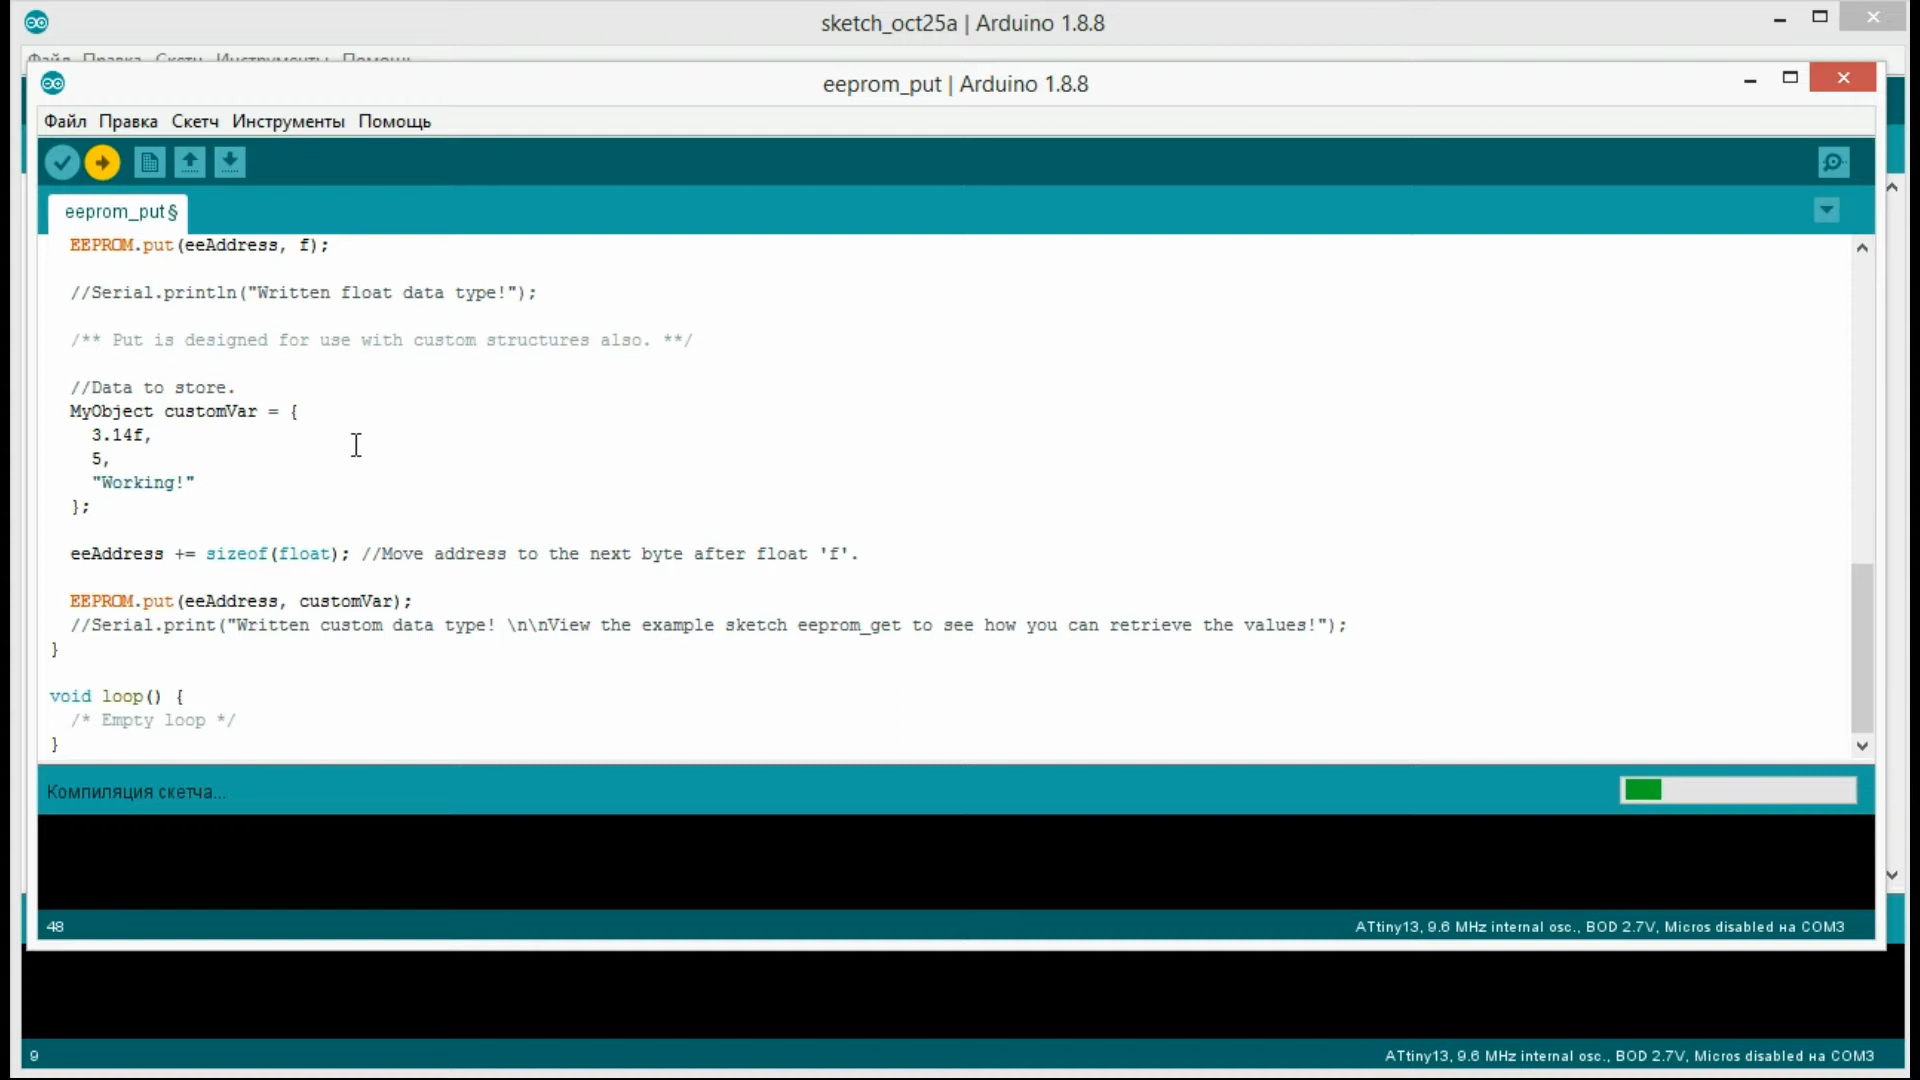 sketch_oct25a | Arduino 1.8.8
Файл Правка Скетч Инструменты Помощь
eeprom_put | Arduino 1.8.8
Файл Правка Скетч Инструменты Помощь
eeprom_put§
EEPROM.put(eeAddress, f);
//Serial.println("Written float data type!");
/** Put is designed for use with custom structures also. **/
//Data to store.
MyObject customVar = {
3.14f,
5,
"Working!"
};
eeAddress += sizeof(float); //Move address to the next byte after float 'f'.
EEPROM.put(eeAddress, customVar);
//Serial.print("Written custom data type! \n\nView the example sketch eeprom_get to see how you can retrieve the values!");
}
void loop() {
/* Empty loop */
}
Компиляция скетча...
48
ATtiny13, 9.6 MHz internal osc., BOD 2.7V, Micros disabled на COM3
9
ATtiny13, 9.6 MHz internal osc., BOD 2.7V, Micros disabled на COM3